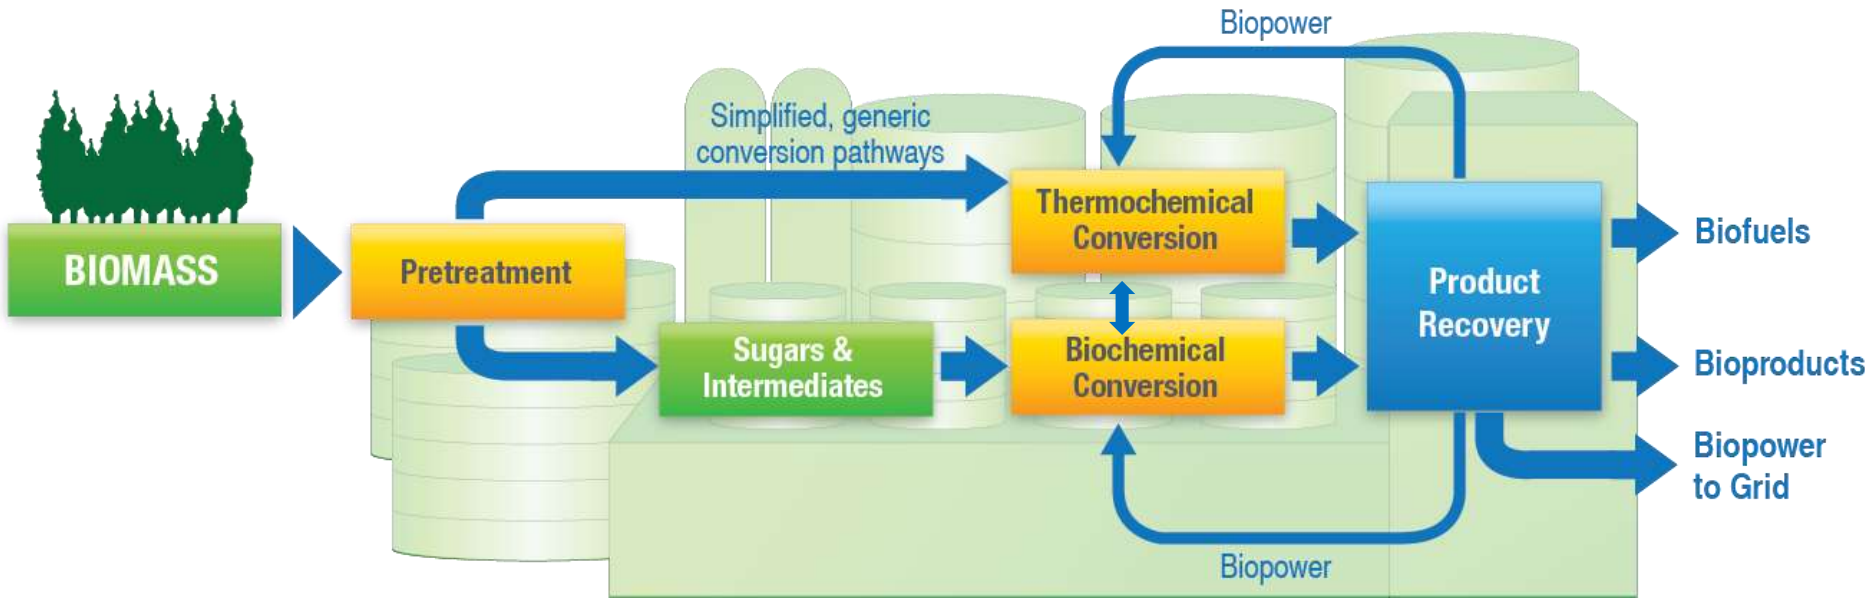 Biopower
Simplified, generic
conversion pathways
BIOMASS
Pretreatment
Thermochemical
Conversion
Sugars &
Intermediates
Biochemical
Conversion
Product
Recovery
Biofuels
Bioproducts
Biopower
to Grid
Biopower